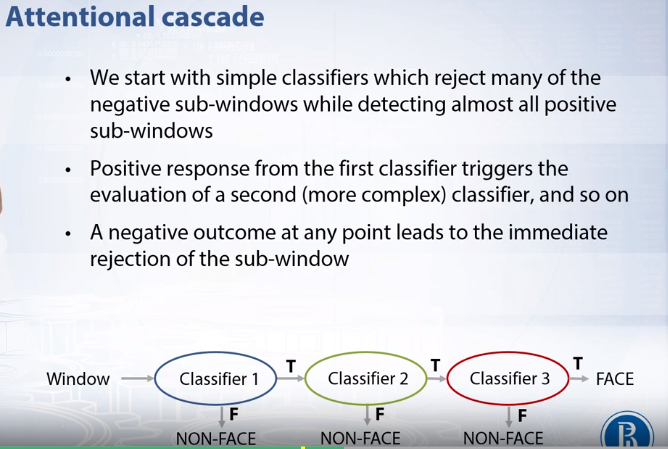 Attentional cascade
• We start with simple classifiers which reject many of the
negative sub-windows while detecting almost all positive
sub-windows
• Positive response from the first classifier triggers the
evaluation of a second (more complex) classifier, and so on
• A negative outcome at any point leads to the immediate
rejection of the sub-window
Window Classifier 1 T Classifier 2 T Classifier 3 T FACE
F F F
NON-FACE NON-FACE NON-FACE